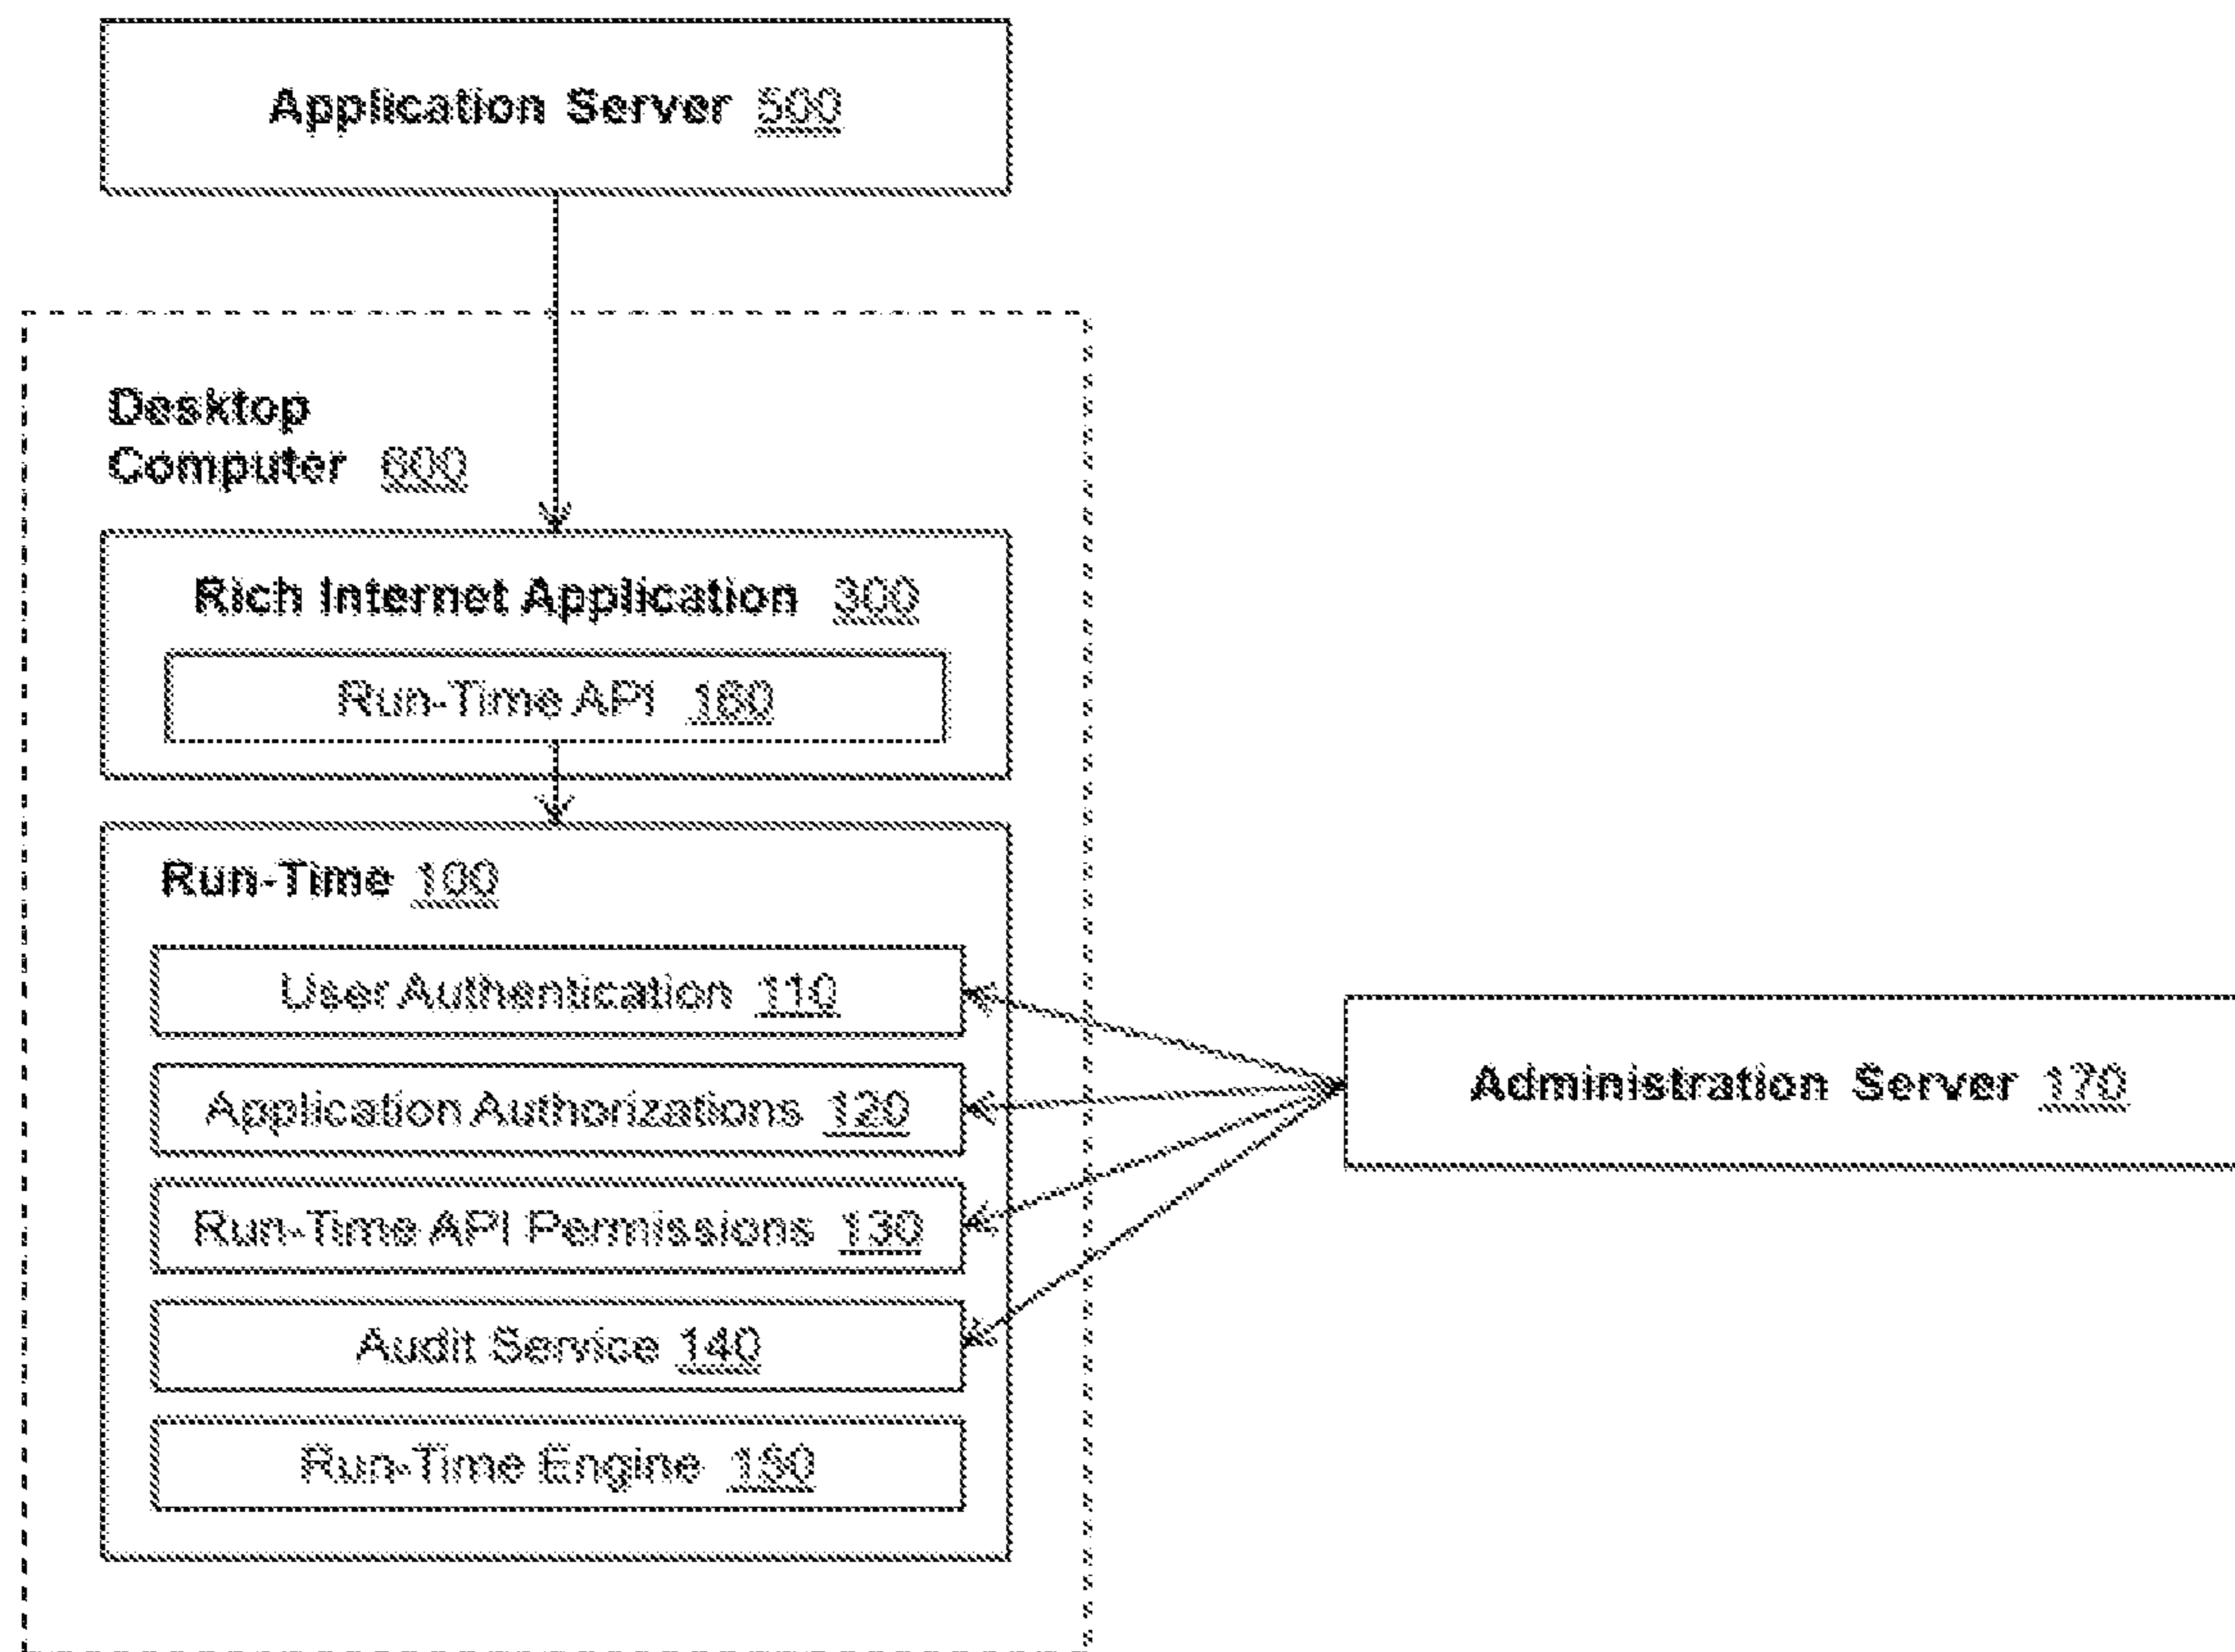 Application Server 500
Desktop
Computer 600
Rich Internet Application 300
Run-Time API 160
Run-Time 100
User Authentication 110
Application Authorizations 120
Run-Time API Permissions 130
Audit Service 140
Run-Time Engine 150
Administration Server 170